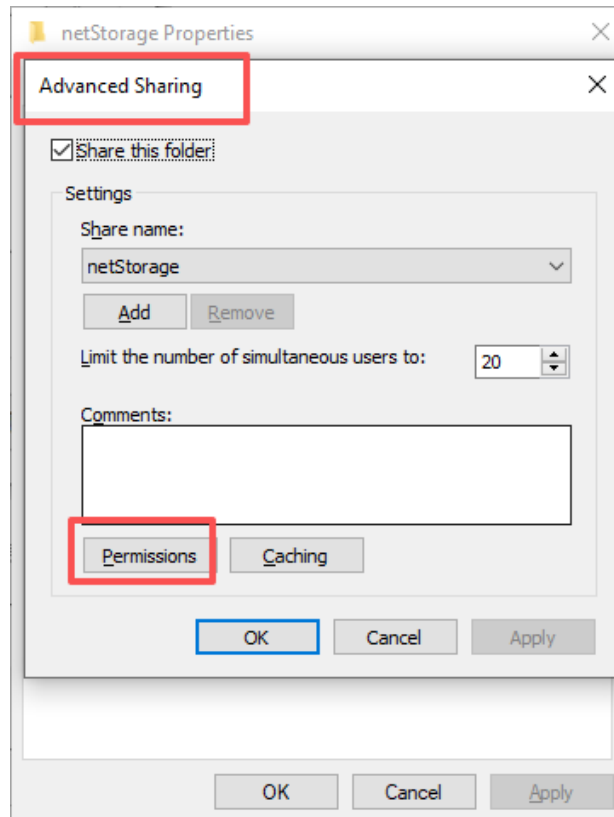 netStorage Properties
Advanced Sharing
Share this folder
Settings
Share name:
netStorage
Add Remove
Limit the number of simultaneous users to: 20
Comments:
Permissions Caching
OK Cancel Apply
OK Cancel Apply